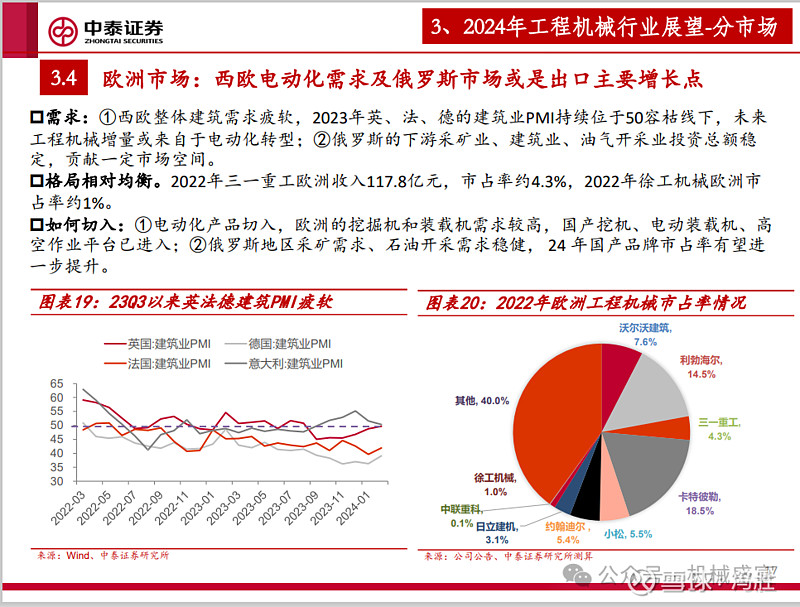 中泰证券
ZHONGTAI SECURITIES
3、2024年工程机械行业展望-分市场
3.4
欧洲市场：西欧电动化需求及俄罗斯市场或是出口主要增长点
需求：①西欧整体建筑需求疲软，2023年英、法、德的建筑业PMI持续位于50容枯线下，未来
工程机械增量或来自于电动化转型；②俄罗斯的下游采矿业、建筑业、油气开采业投资总额稳
定，贡献一定市场空间。
格局相对均衡。2022年三一重工欧洲收入117.8亿元，市占率约4.3%，2022年徐工机械欧洲市
占率约1%。
如何切入：①电动化产品切入，欧洲的挖掘机和装载机需求较高，国产挖机、电动装载机、高
空作业平台已进入；②俄罗斯地区采矿需求、石油开采需求稳健， 24 年国产品牌市占率有望进
一步提升。
图表19：23Q3以来英法德建筑PMI疲软
英国:建筑业PMI
德国:建筑业PMI
法国:建筑业PMI
意大利:建筑业PMI
65
60
55
50
45
40
35
30
2022-03
2022-05
2022-07
2022-09
2022-11
2023-01
2023-03
2023-05
2023-07
2023-09
2023-11
2024-01
来源：Wind、中泰证券研究所
图表20：2022年欧洲工程机械市占率情况
沃尔沃建筑,
7.6%
利勃海尔,
14.5%
三一重工,
4.3%
卡特彼勒,
18.5%
小松, 5.5%
约翰迪尔 ,
5.4%
日立建机,
3.1%
中联重科,
0.1%
徐工机械,
1.0%
其他, 40.0%
来源：公司公告、中泰证券研究所测算